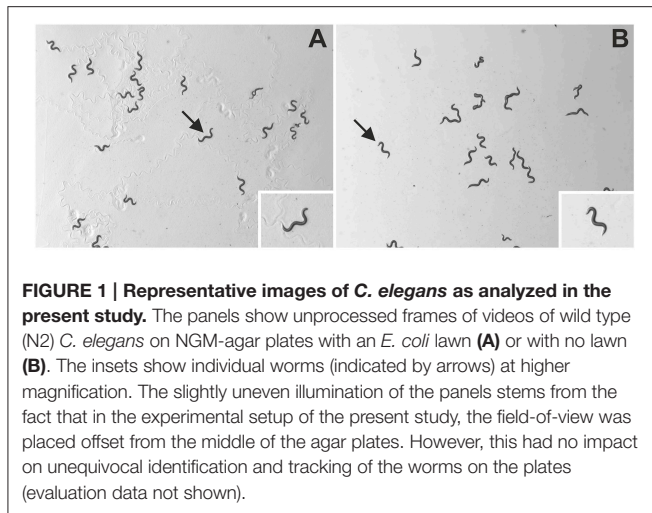 A
B
FIGURE 1 | Representative images of C. elegans as analyzed in the
present study. The panels show unprocessed frames of videos of wild type
(N2) C. elegans on NGM-agar plates with an E. coli lawn (A) or with no lawn
(B). The insets show individual worms (indicated by arrows) at higher
magnification. The slightly uneven illumination of the panels stems from the
fact that in the experimental setup of the present study, the field-of-view was
placed offset from the middle of the agar plates. However, this had no impact
on unequivocal identification and tracking of the worms on the plates
(evaluation data not shown).